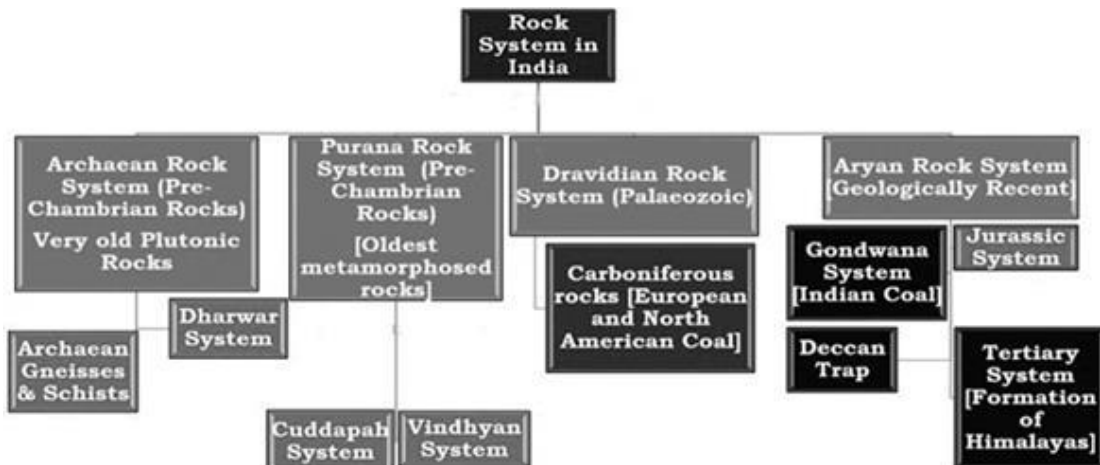 Rock
System in
India
Archaean Rock
System (Pre-
Chambrian Rocks)
Very old Plutonic
Rocks
Purana Rock
System (Pre-
Chambrian
Rocks)
[Oldest
metamorphosed
rocks]
Dravidian Rock
System (Palaeozoic)
Aryan Rock System
[Geologically Recent]
Archaean
Gneisses
& Schists
Dharwar
System
Cuddapah
System
Vindhyan
System
Carboniferous
rocks [European
and North
American Coal]
Gondwana
System
[Indian Coal]
Jurassic
System
Deccan
Trap
Tertiary
System
[Formation
of
Himalayas]